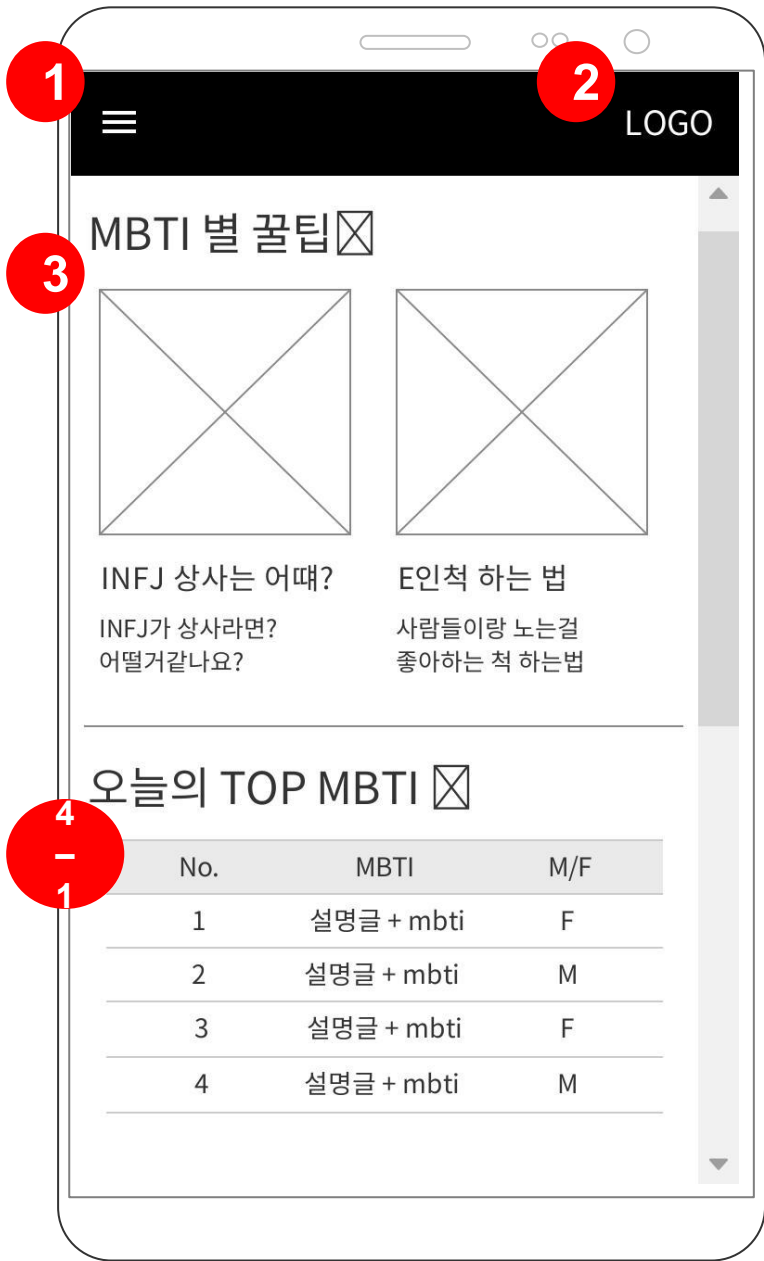 1
2
LOGO
MBTI 별 꿀팁
3
INFJ 상사는 어떄?
E인척 하는 법
INFJ가 상사라면?
어떨거같나요?
사람들이랑 노는걸
좋아하는 척 하는법
오늘의 TOP MBTI
4
–
1
No. MBTI M/F
1 설명글 + mbti F
2 설명글 + mbti M
3 설명글 + mbti F
4 설명글 + mbti M